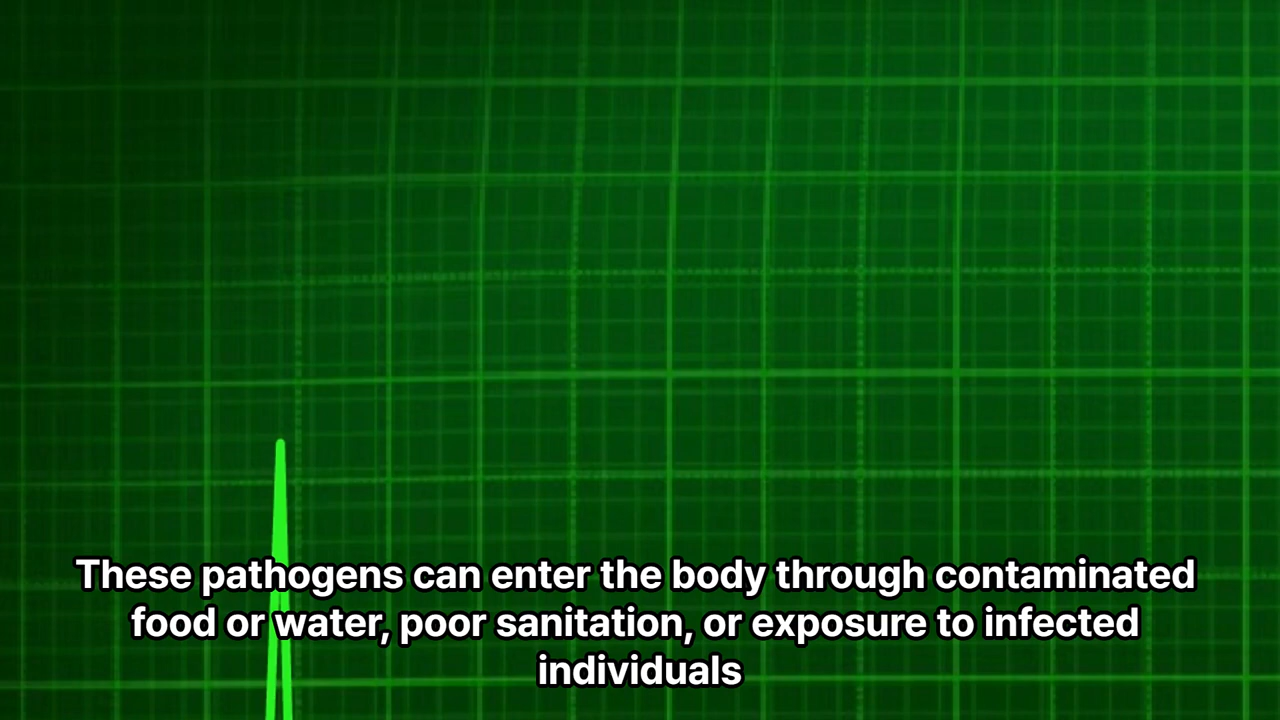 These pathogens can enter the body through contaminated
food or water, poor sanitation, or exposure to infected
individuals